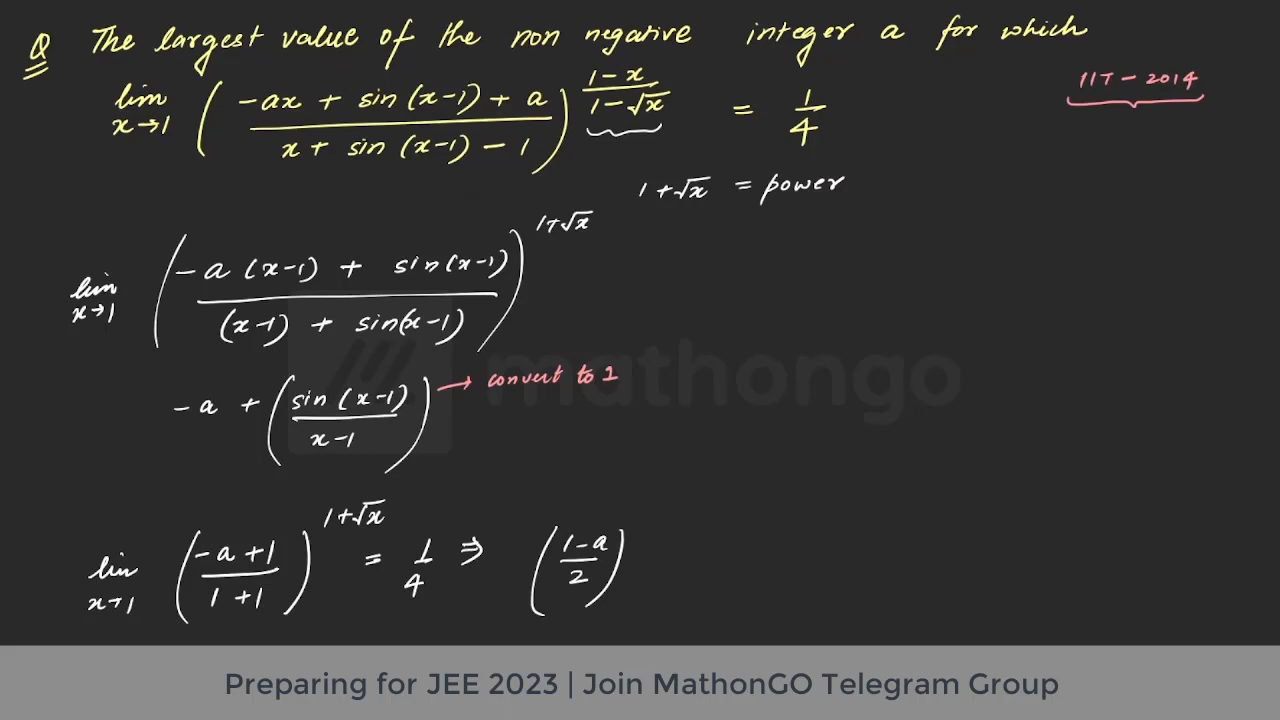 Q The largest value of the non negative integer a for which
lim x→1 ( (-ax + sin(x-1) + a) / (x + sin(x-1) - 1) )^((1-x)/(1-√x)) = 1/4
IIT - 2014
1+√x = power
lim x→1 ( (-a(x-1) + sin(x-1)) / ((x-1) + sin(x-1)) )^(1+√x)
-a + ( sin(x-1) / (x-1) ) → convert to 1
mathongo
lim x→1 ( (-a+1) / (1+1) )^(1+√x) = 1/4 ⇒ ( (1-a) / 2 )
Preparing for JEE 2023 | Join MathonGO Telegram Group